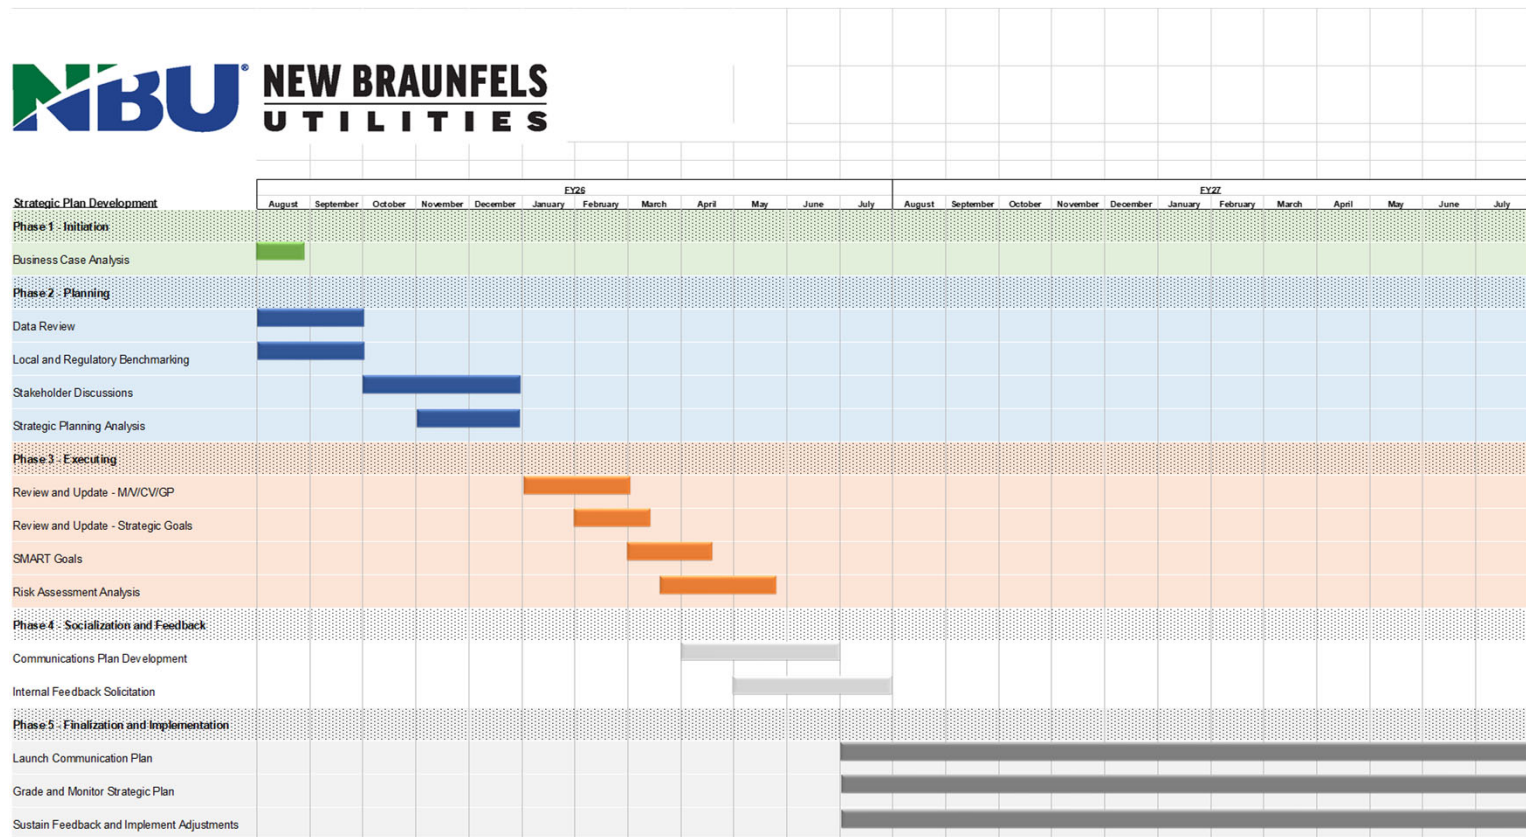 NBU® NEW BRAUNFELS
UTILITIES
FY26 FY27
Strategic Plan Development August September October November December January February March April May June July August September October November December January February March April May June July
Phase 1 - Initiation
Business Case Analysis
Phase 2 - Planning
Data Review
Local and Regulatory Benchmarking
Stakeholder Discussions
Strategic Planning Analysis
Phase 3 - Executing
Review and Update - M/V/CV/GP
Review and Update - Strategic Goals
SMART Goals
Risk Assessment Analysis
Phase 4 - Socialization and Feedback
Communications Plan Development
Internal Feedback Solicitation
Phase 5 - Finalization and Implementation
Launch Communication Plan
Grade and Monitor Strategic Plan
Sustain Feedback and Implement Adjustments